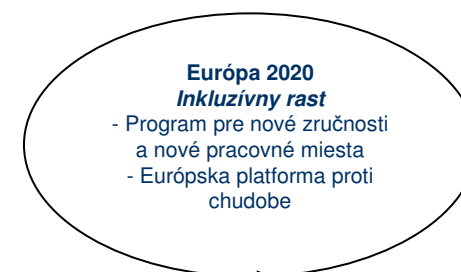 Európa 2020
Inkluzívny rast
- Program pre nové zručnosti
a nové pracovné miesta
- Európska platforma proti
chudobe